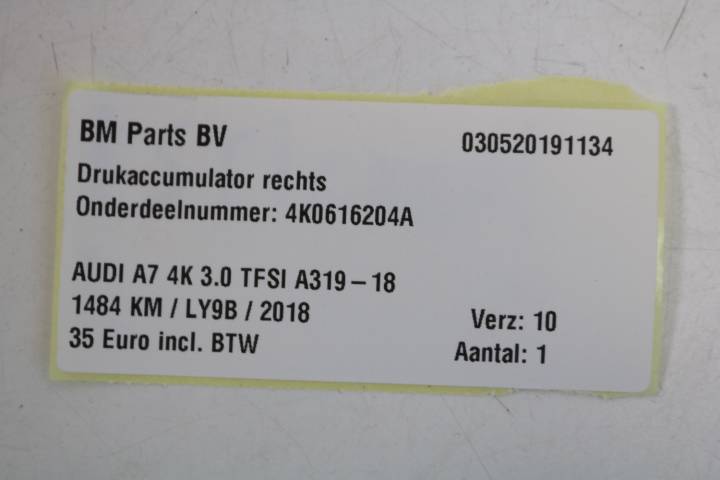 BM Parts BV 030520191134
Drukaccumulator rechts
Onderdeelnummer: 4K0616204A
AUDI A7 4K 3.0 TFSI A319-18
1484 KM / LY9B / 2018 Verz: 10
35 Euro incl. BTW Aantal: 1